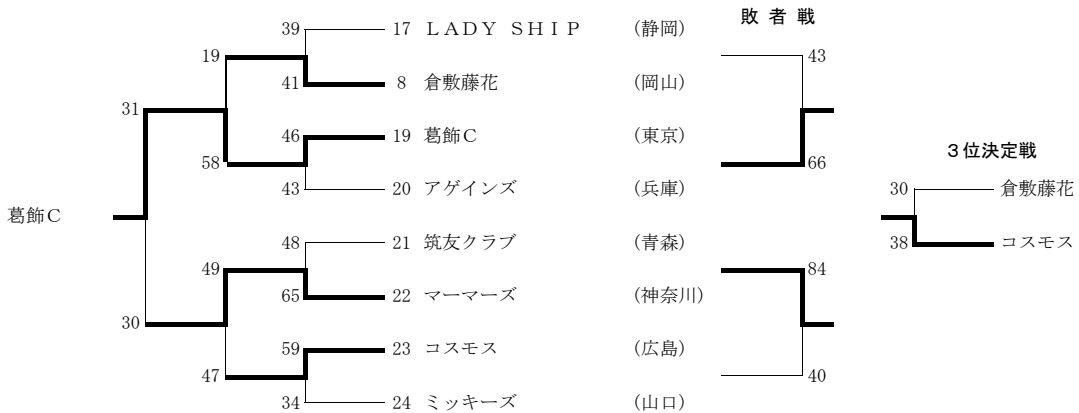 敗 者 戦
39 17 ＬＡＤＹ ＳＨＩＰ (静岡) 43
19
41 8 倉敷藤花 (岡山)
31
46 19 葛飾Ｃ (東京)
３位決定戦
58 66
43 20 アゲインズ (兵庫) 30 倉敷藤花
葛飾Ｃ
48 21 筑友クラブ (青森) 38 コスモス
49 84
65 22 マーマーズ (神奈川)
30
59 23 コスモス (広島)
47 40
34 24 ミッキーズ (山口)